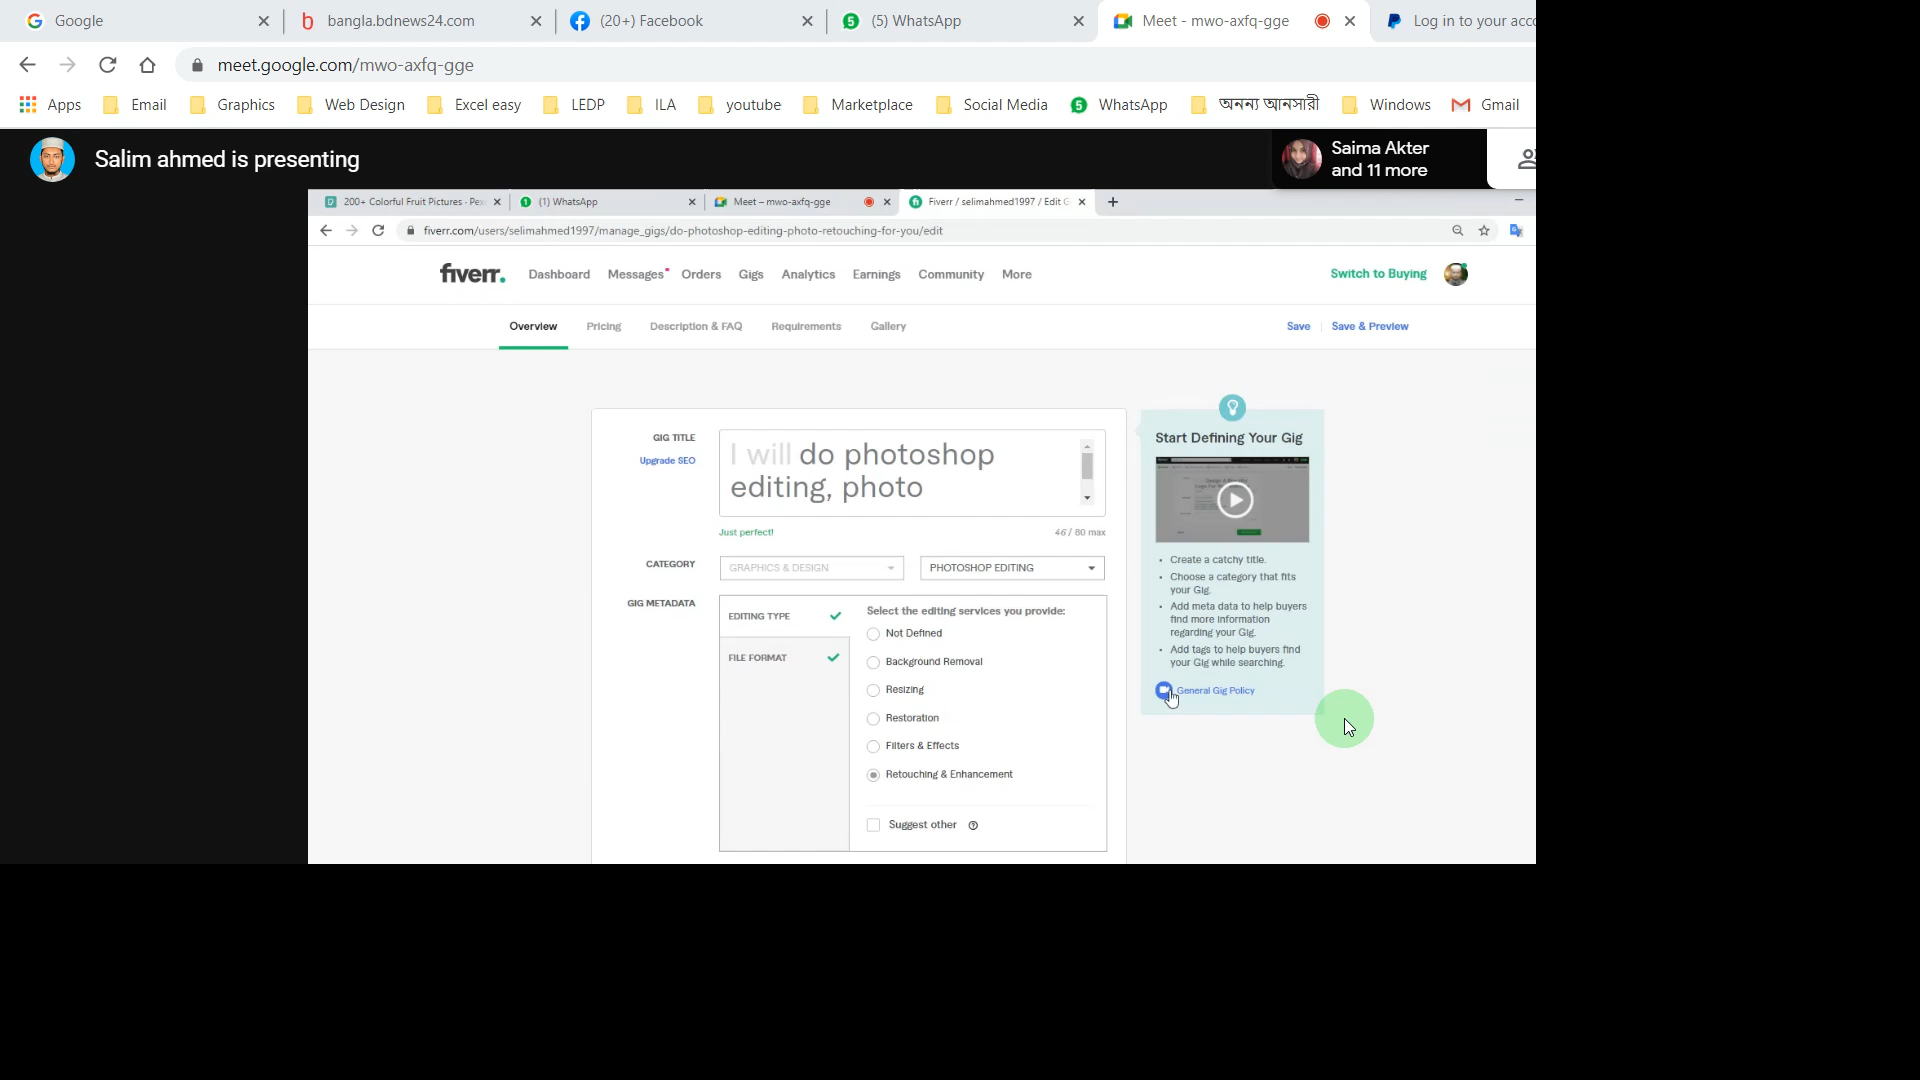 Google
bangla.bdnews24.com
(20+) Facebook
(5) WhatsApp
Meet - mwo-axfq-gge
Log in to your acco
meet.google.com/mwo-axfq-gge
Apps Email Graphics Web Design Excel easy LEDP ILA youtube Marketplace Social Media WhatsApp অনন্য আনসারী Windows Gmail
Salim ahmed is presenting
Saima Akter
and 11 more
200+ Colorful Fruit Pictures - Pex
(1) WhatsApp
Meet – mwo-axfq-gge
Fiverr / selimahmed1997 / Edit G
fiverr.com/users/selimahmed1997/manage_gigs/do-photoshop-editing-photo-retouching-for-you/edit
fiverr. Dashboard Messages Orders Gigs Analytics Earnings Community More Switch to Buying
Overview Pricing Description & FAQ Requirements Gallery Save Save & Preview
GIG TITLE
Upgrade SEO
I will do photoshop
editing, photo
Just perfect! 46 / 80 max
CATEGORY GRAPHICS & DESIGN PHOTOSHOP EDITING
GIG METADATA
EDITING TYPE
FILE FORMAT
Select the editing services you provide:
Not Defined
Background Removal
Resizing
Restoration
Filters & Effects
Retouching & Enhancement
Suggest other
Start Defining Your Gig
Create a catchy title.
Choose a category that fits
your Gig.
Add meta data to help buyers
find more information
regarding your Gig.
Add tags to help buyers find
your Gig while searching.
General Gig Policy